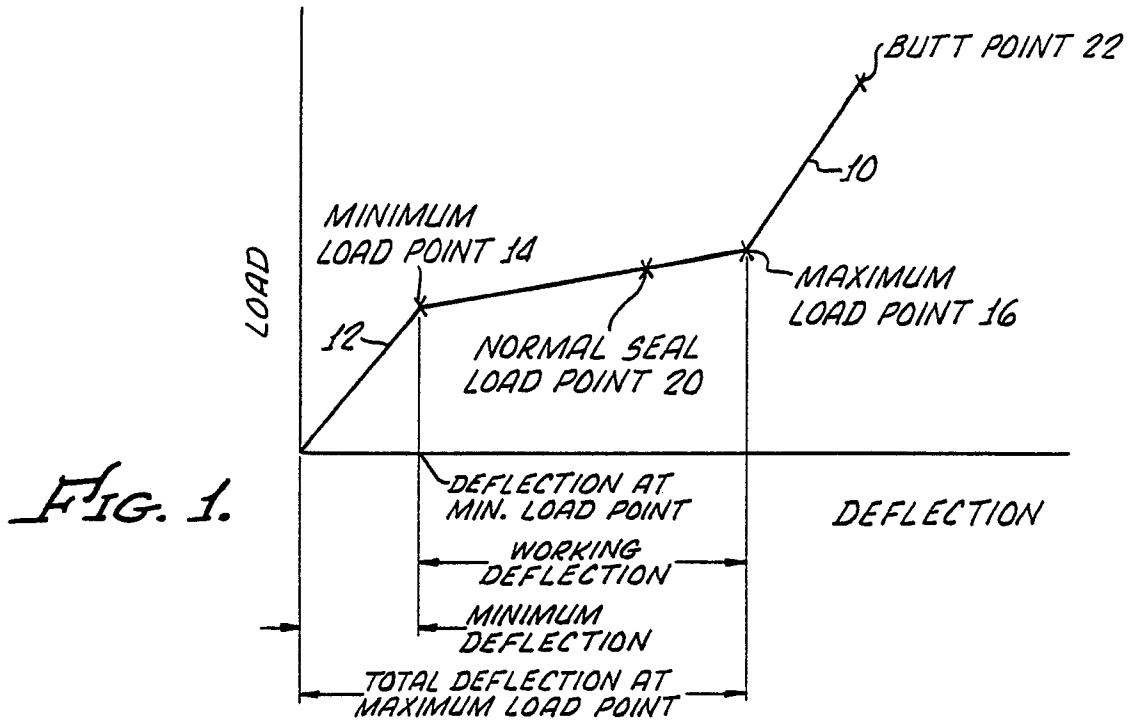 BUTT POINT 22
10
MINIMUM
LOAD POINT 14
LOAD
MAXIMUM
LOAD POINT 16
12
NORMAL SEAL
LOAD POINT 20
DEFLECTION AT
MIN. LOAD POINT
DEFLECTION
FIG. 1.
WORKING
DEFLECTION
MINIMUM
DEFLECTION
TOTAL DEFLECTION AT
MAXIMUM LOAD POINT